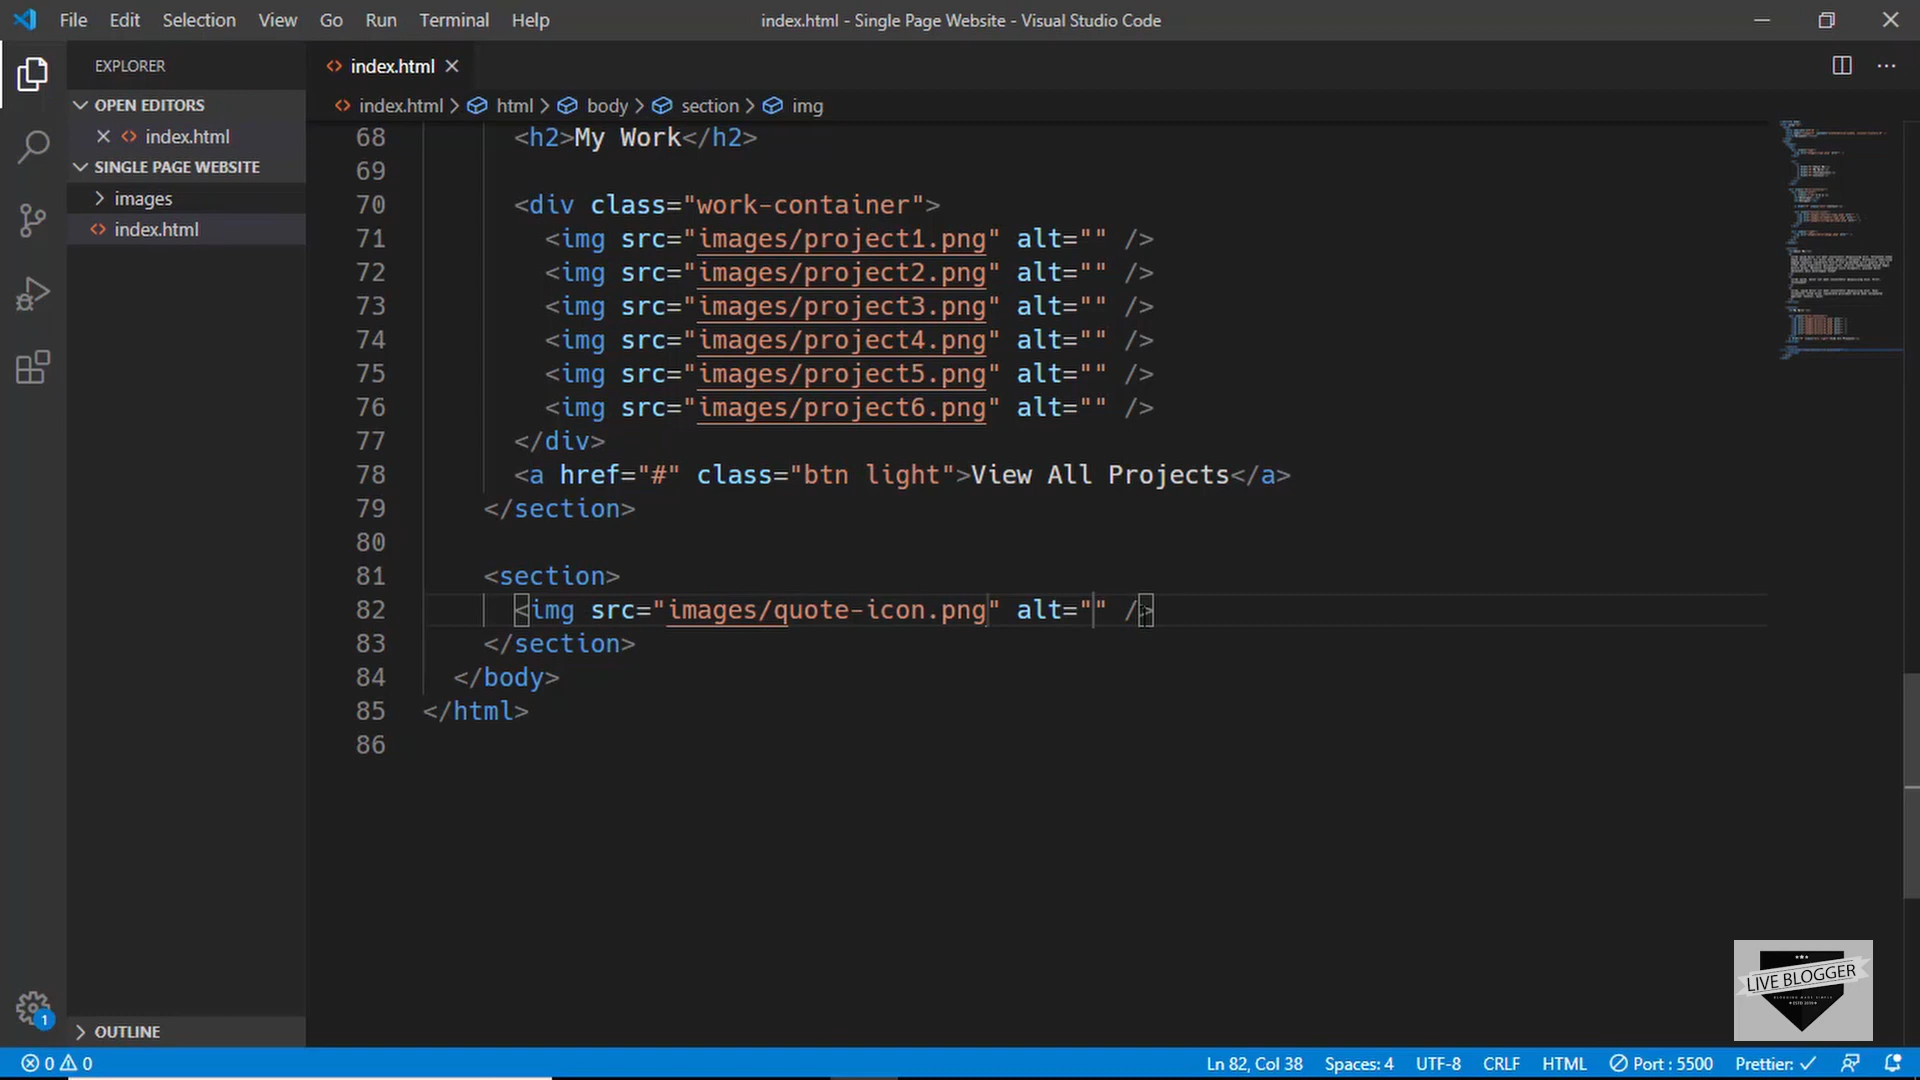 File Edit Selection View Go Run Terminal Help
index.html - Single Page Website - Visual Studio Code
EXPLORER
OPEN EDITORS
index.html
SINGLE PAGE WEBSITE
images
index.html
OUTLINE
1
index.html
index.html > html > body > section > img
68 <h2>My Work</h2>
69
70 <div class="work-container">
71 <img src="images/project1.png" alt="" />
72 <img src="images/project2.png" alt="" />
73 <img src="images/project3.png" alt="" />
74 <img src="images/project4.png" alt="" />
75 <img src="images/project5.png" alt="" />
76 <img src="images/project6.png" alt="" />
77 </div>
78 <a href="#" class="btn light">View All Projects</a>
79 </section>
80
81 <section>
82 <img src="images/quote-icon.png" alt="" />
83 </section>
84 </body>
85 </html>
86
LIVE BLOGGER
0 0 Ln 82, Col 38 Spaces: 4 UTF-8 CRLF HTML Port : 5500 Prettier: ✓